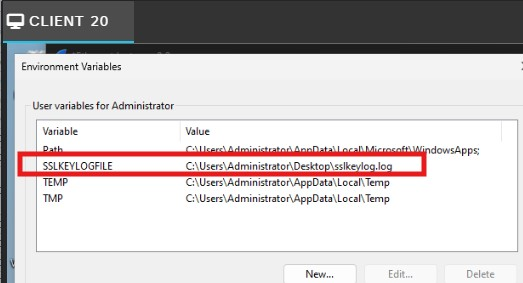 CLIENT 20
Environment Variables
User variables for Administrator
Variable Value
Path C:\Users\Administrator\AppData\Local\Microsoft\WindowsApps;
SSLKEYLOGFILE C:\Users\Administrator\Desktop\sslkeylog.log
TEMP C:\Users\Administrator\AppData\Local\Temp
TMP C:\Users\Administrator\AppData\Local\Temp
New... Edit... Delete